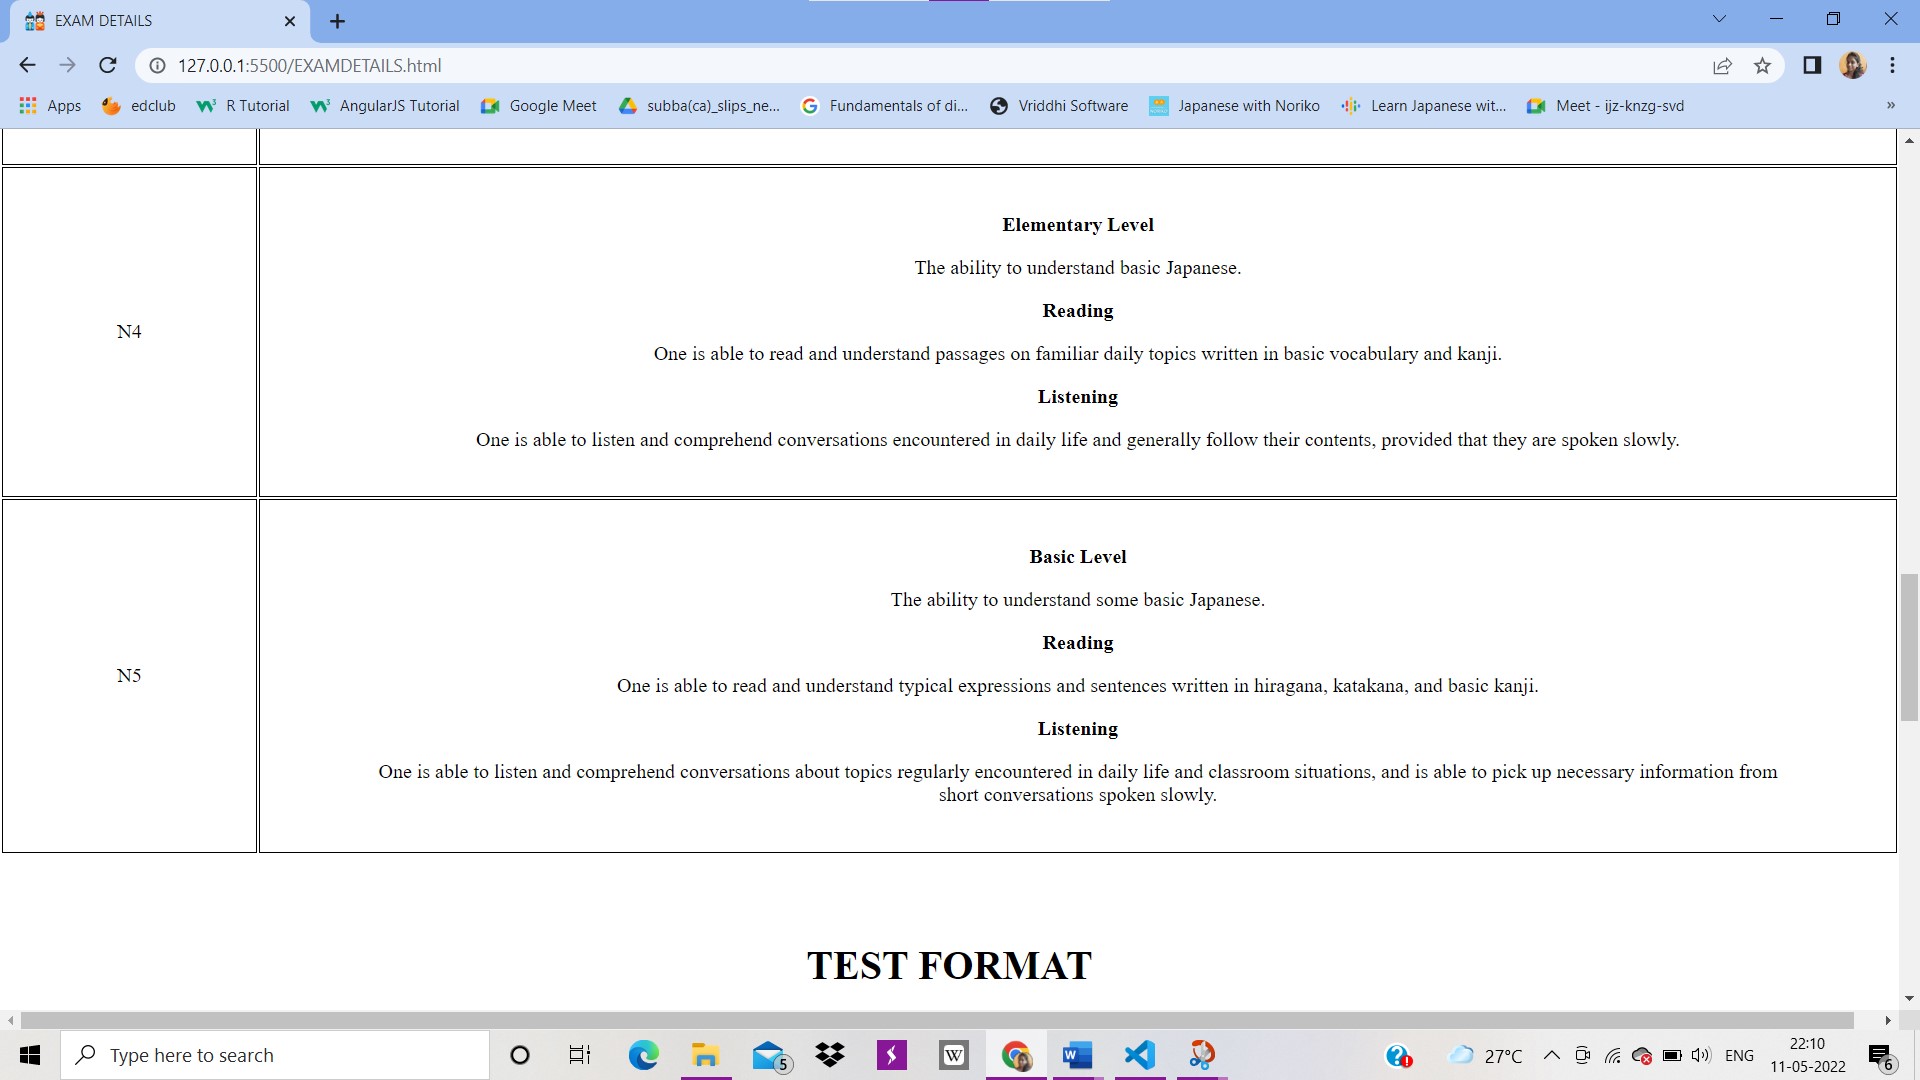 EXAM DETAILS
127.0.0.1:5500/EXAMDETAILS.html
Apps
edclub
R Tutorial
AngularJS Tutorial
Google Meet
subba(ca)_slips_ne...
Fundamentals of di...
Vriddhi Software
Japanese with Noriko
Learn Japanese wit...
Meet - ijz-knzg-svd
»
N4
Elementary Level
The ability to understand basic Japanese.
Reading
One is able to read and understand passages on familiar daily topics written in basic vocabulary and kanji.
Listening
One is able to listen and comprehend conversations encountered in daily life and generally follow their contents, provided that they are spoken slowly.
N5
Basic Level
The ability to understand some basic Japanese.
Reading
One is able to read and understand typical expressions and sentences written in hiragana, katakana, and basic kanji.
Listening
One is able to listen and comprehend conversations about topics regularly encountered in daily life and classroom situations, and is able to pick up necessary information from
short conversations spoken slowly.
TEST FORMAT
Type here to search
5
W
W
27°C
ENG
22:10
11-05-2022
6